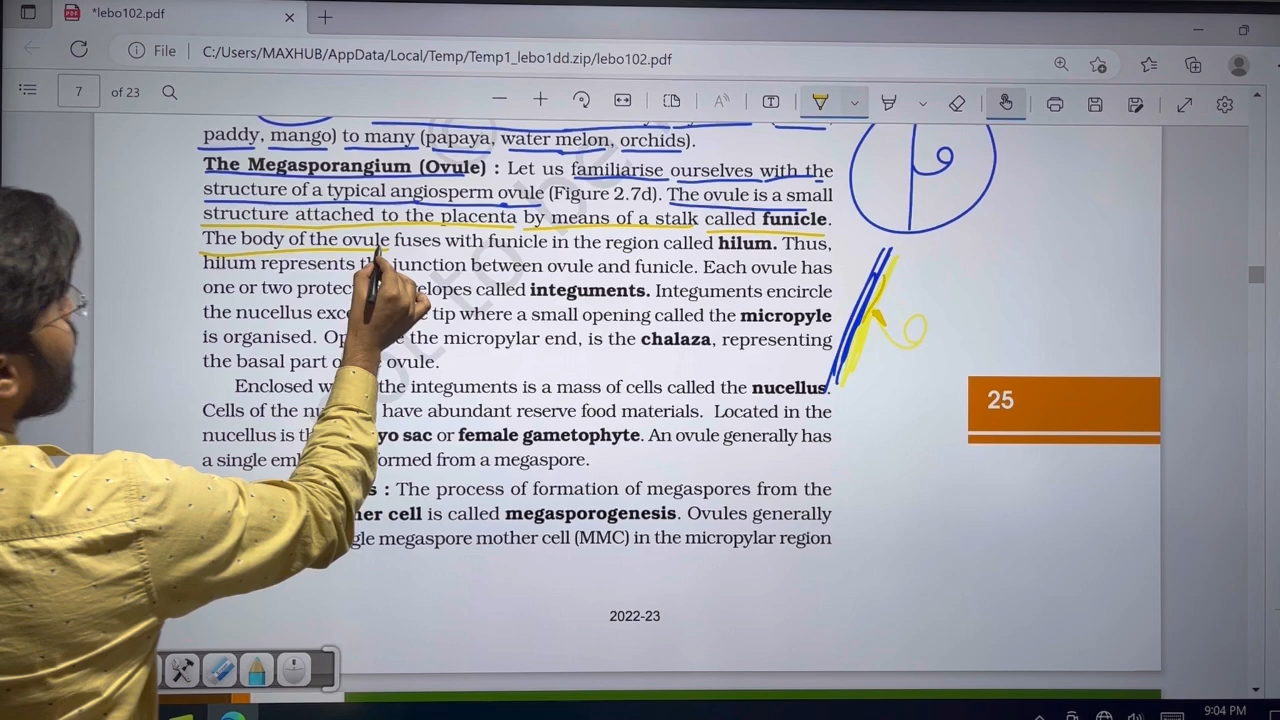 *lebo102.pdf
File C:/Users/MAXHUB/AppData/Local/Temp/Temp1_lebo1dd.zip/lebo102.pdf
7 of 23
paddy, mango) to many (papaya, water melon, orchids).
The Megasporangium (Ovule) : Let us familiarise ourselves with the
structure of a typical angiosperm ovule (Figure 2.7d). The ovule is a small
structure attached to the placenta by means of a stalk called funicle.
The body of the ovule fuses with funicle in the region called hilum. Thus,
hilum represents junction between ovule and funicle. Each ovule has
one or two called integuments. Integuments encircle
the nucellus tip where a small opening called the micropyle
is organised. the micropylar end, is the chalaza, representing
the basal part ovule.
Enclosed the integuments is a mass of cells called the nucellus.
Cells of the have abundant reserve food materials. Located in the
nucellus is sac or female gametophyte. An ovule generally has
a single formed from a megaspore.
: The process of formation of megaspores from the
cell is called megasporogenesis. Ovules generally
megaspore mother cell (MMC) in the micropylar region
25
2022-23
9:04 PM